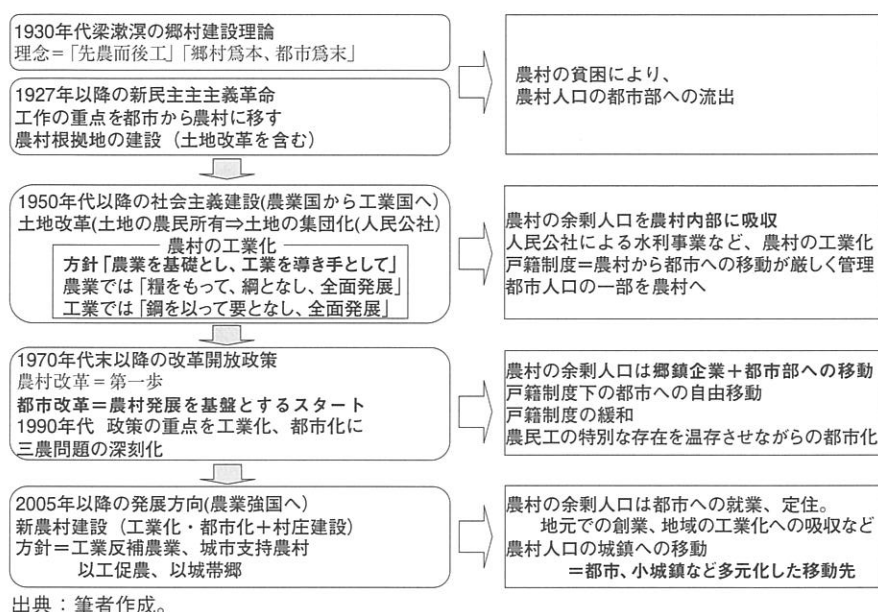 1930年代梁漱溟の郷村建設理論
理念＝「先農而後工」「郷村爲本、都市爲末」
1927年以降の新民主主主義革命
工作の重点を都市から農村に移す
農村根拠地の建設（土地改革を含む）
農村の貧困により、
農村人口の都市部への流出
1950年代以降の社会主義建設(農業国から工業国へ)
土地改革(土地の農民所有⇒土地の集団化(人民公社)
農村の工業化
方針「農業を基礎とし、工業を導き手として」
農業では「糧をもって、綱となし、全面発展」
工業では「鋼を以って要となし、全面発展」
農村の余剰人口を農村内部に吸収
人民公社による水利事業など、農村の工業化
戸籍制度＝農村から都市への移動が厳しく管理
都市人口の一部を農村へ
1970年代末以降の改革開放政策
農村改革＝第一歩
都市改革＝農村発展を基盤とするスタート
1990年代 政策の重点を工業化、都市化に
三農問題の深刻化
農村の余剰人口は郷鎮企業＋都市部への移動
戸籍制度下の都市への自由移動
戸籍制度の緩和
農民工の特別な存在を温存させながらの都市化
2005年以降の発展方向(農業強国へ)
新農村建設（工業化・都市化＋村庄建設）
方針＝工業反補農業、城市支持農村
以工促農、以城帯郷
農村の余剰人口は都市への就業、定住。
地元での創業、地域の工業化への吸収など
農村人口の城鎮への移動
＝都市、小城鎮など多元化した移動先
出典：筆者作成。